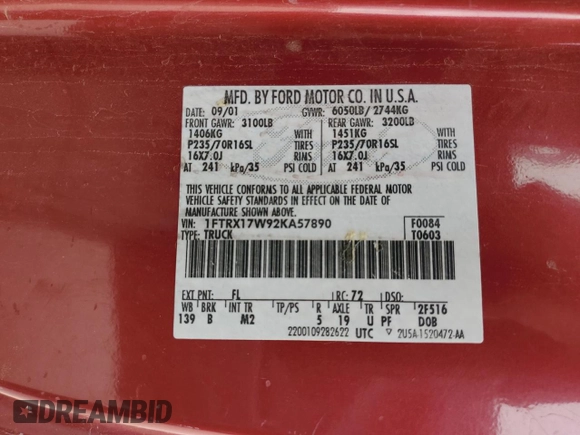 MFD. BY FORD MOTOR CO. IN U.S.A.
DATE: 09/01 GVWR: 6050LB/ 2744KG
FRONT GAWR: 3100LB REAR GAWR: 3200LB
1406KG WITH 1451KG WITH
P235/70R16SL TIRES P235/70R16SL TIRES
16X7.0J RIMS 16X7.0J RIMS
AT 241 kPa/35 PSI COLD AT 241 kPa/35 PSI COLD
THIS VEHICLE CONFORMS TO ALL APPLICABLE FEDERAL MOTOR
VEHICLE SAFETY STANDARDS IN EFFECT ON THE DATE OF
MANUFACTURE SHOWN ABOVE.
VIN: 1FTRX17W92KA57890 F0084
TYPE: TRUCK T0603
EXT PNT: FL RC: 72 DSO:
WB BRK INT TR TP/PS R AXLE TR SPR 2F516
139 B M2 5 19 U PF DOB
2200109282622 UTC ▽ 2U5A-1520472-AA
DREAMBID